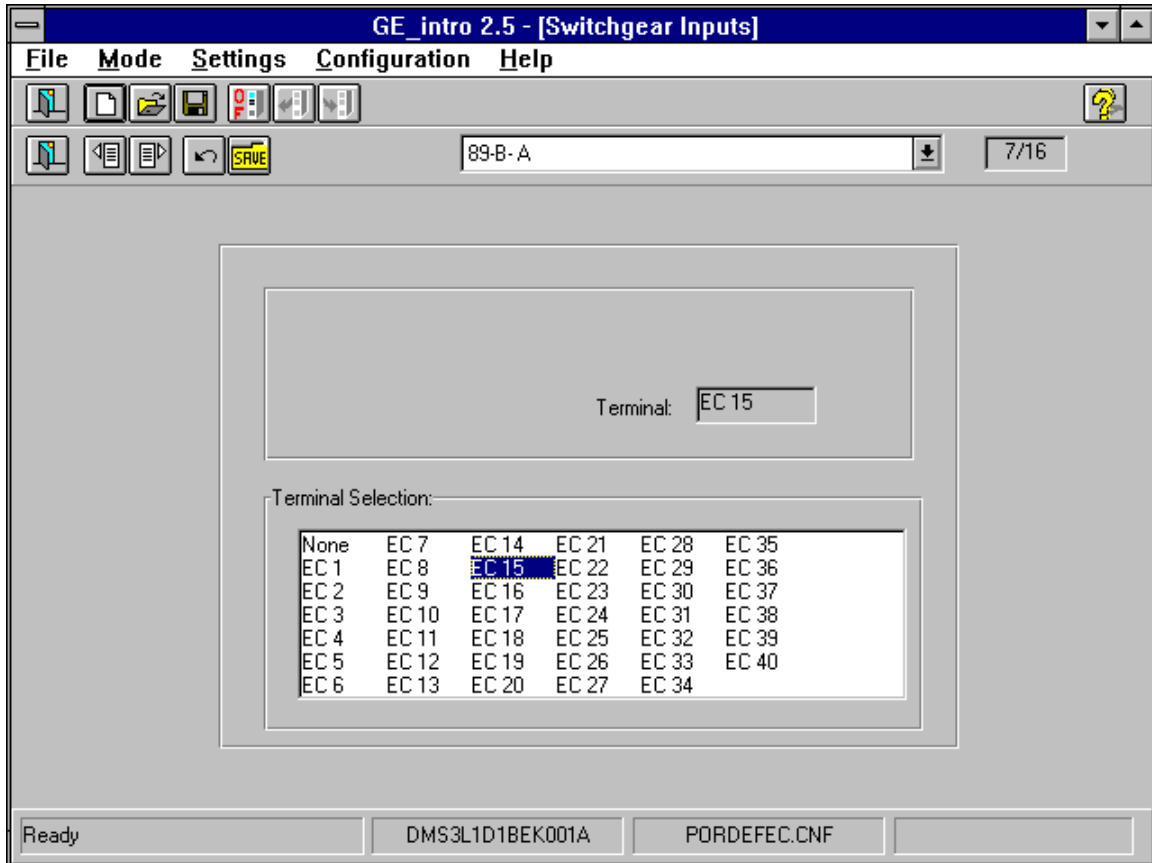 GE_intro 2.5 - [Switchgear Inputs]
File Mode Settings Configuration Help
OF
SAVE 89-B- A 7/16
Terminal: EC 15
Terminal Selection:
None EC 7 EC 14 EC 21 EC 28 EC 35
EC 1 EC 8 EC 15 EC 22 EC 29 EC 36
EC 2 EC 9 EC 16 EC 23 EC 30 EC 37
EC 3 EC 10 EC 17 EC 24 EC 31 EC 38
EC 4 EC 11 EC 18 EC 25 EC 32 EC 39
EC 5 EC 12 EC 19 EC 26 EC 33 EC 40
EC 6 EC 13 EC 20 EC 27 EC 34
Ready DMS3L1D1BEK001A PORDEFEC.CNF